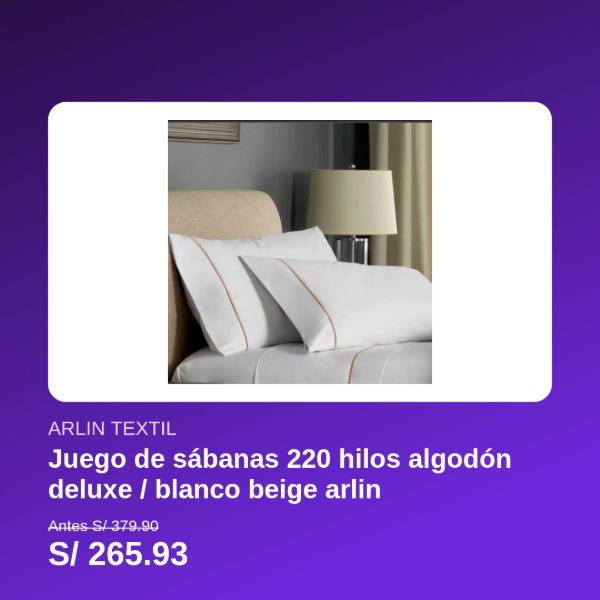 ARLIN TEXTIL
Juego de sábanas 220 hilos algodón
deluxe / blanco beige arlin
Antes S/ 379.90
S/ 265.93